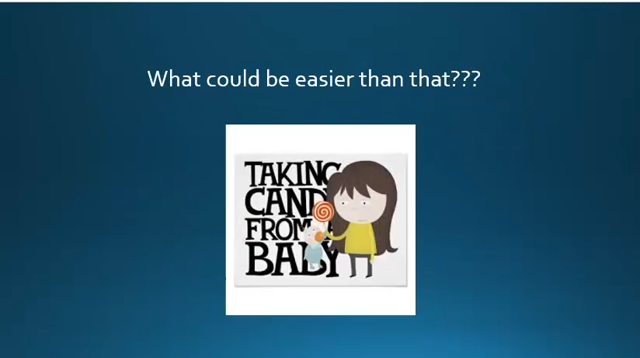 What could be easier than that???
TAKING
CAND
FROM
BABY